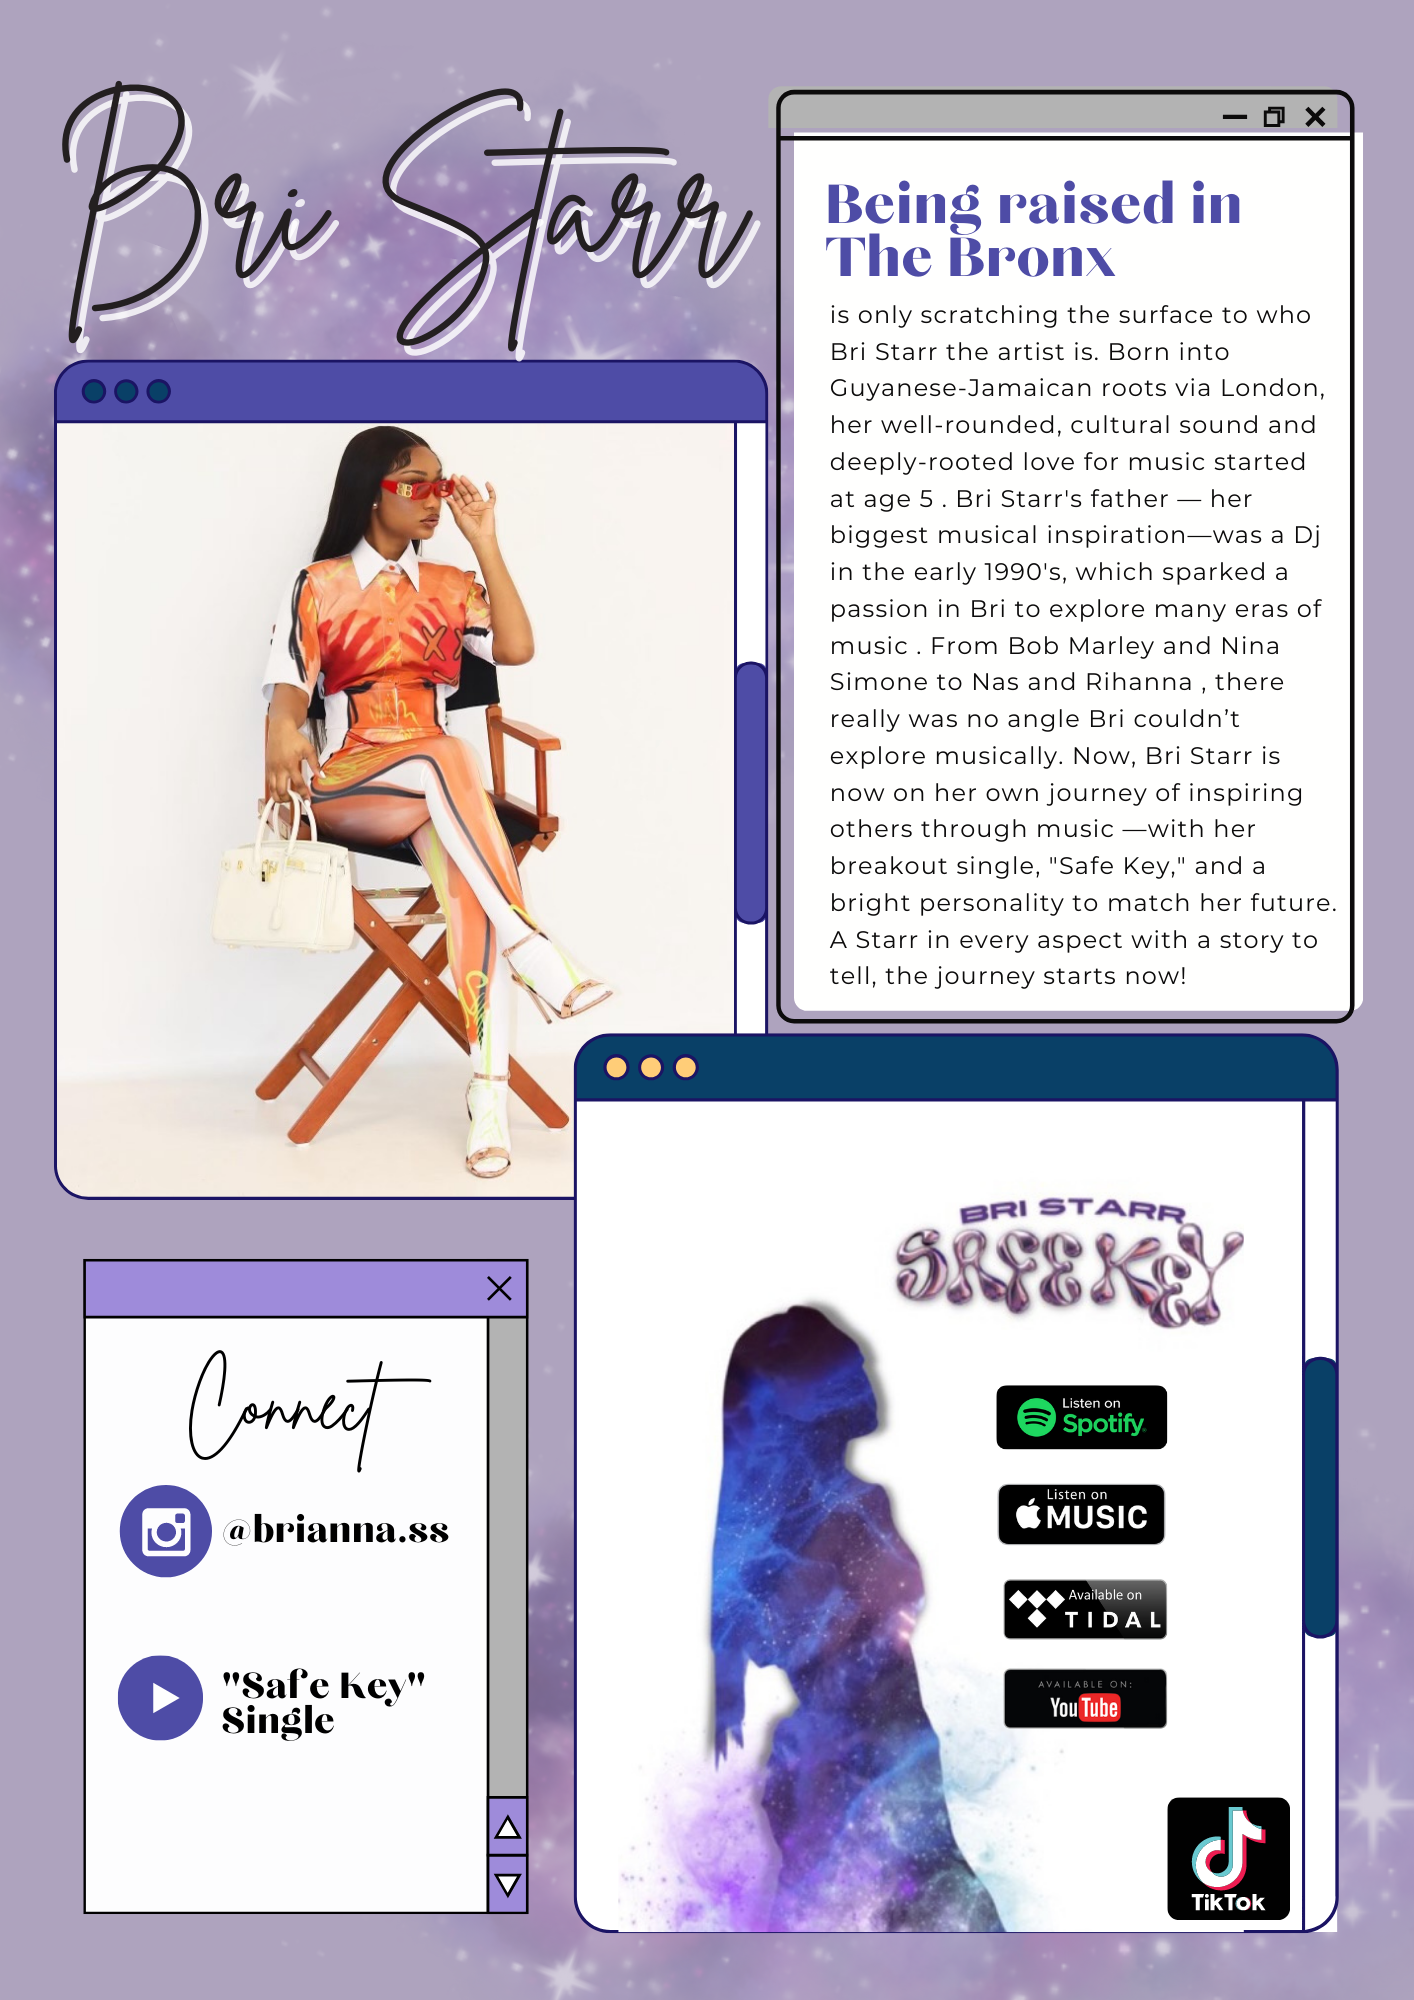 Bri Starr
Being raised in
The Bronx
is only scratching the surface to who
Bri Starr the artist is. Born into
Guyanese-Jamaican roots via London,
her well-rounded, cultural sound and
deeply-rooted love for music started
at age 5 . Bri Starr's father — her
biggest musical inspiration—was a Dj
in the early 1990's, which sparked a
passion in Bri to explore many eras of
music . From Bob Marley and Nina
Simone to Nas and Rihanna , there
really was no angle Bri couldn’t
explore musically. Now, Bri Starr is
now on her own journey of inspiring
others through music —with her
breakout single, "Safe Key," and a
bright personality to match her future.
A Starr in every aspect with a story to
tell, the journey starts now!
BRI STARR
SAFE KEY
Listen on
Spotify
Listen on
MUSIC
Available on
TIDAL
AVAILABLE ON:
YouTube
TikTok
Connect
@brianna.ss
"Safe Key"
Single